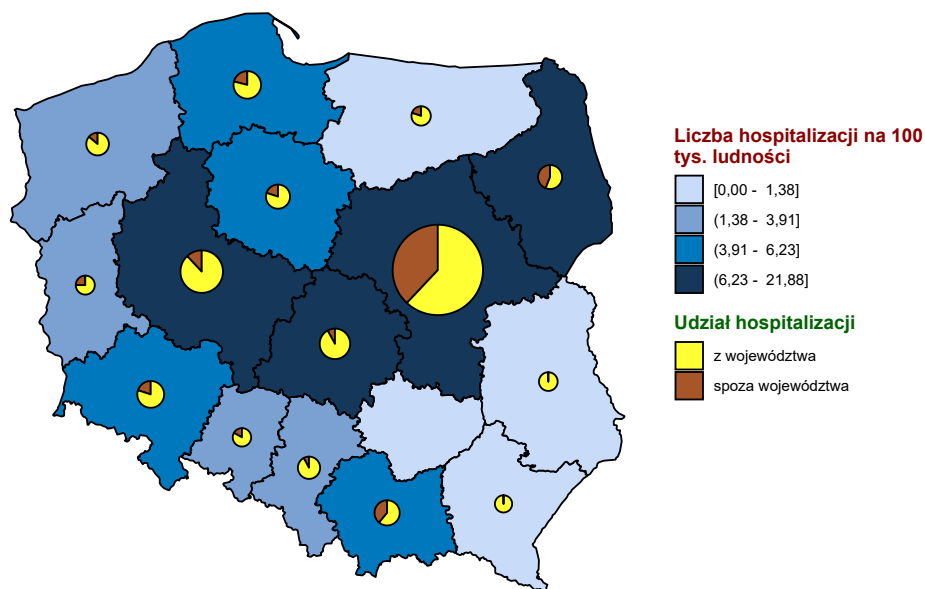 Liczba hospitalizacji na 100
tys. ludności
[0,00 - 1,38]
(1,38 - 3,91]
(3,91 - 6,23]
(6,23 - 21,88]
Udział hospitalizacji
z województwa
spoza województwa